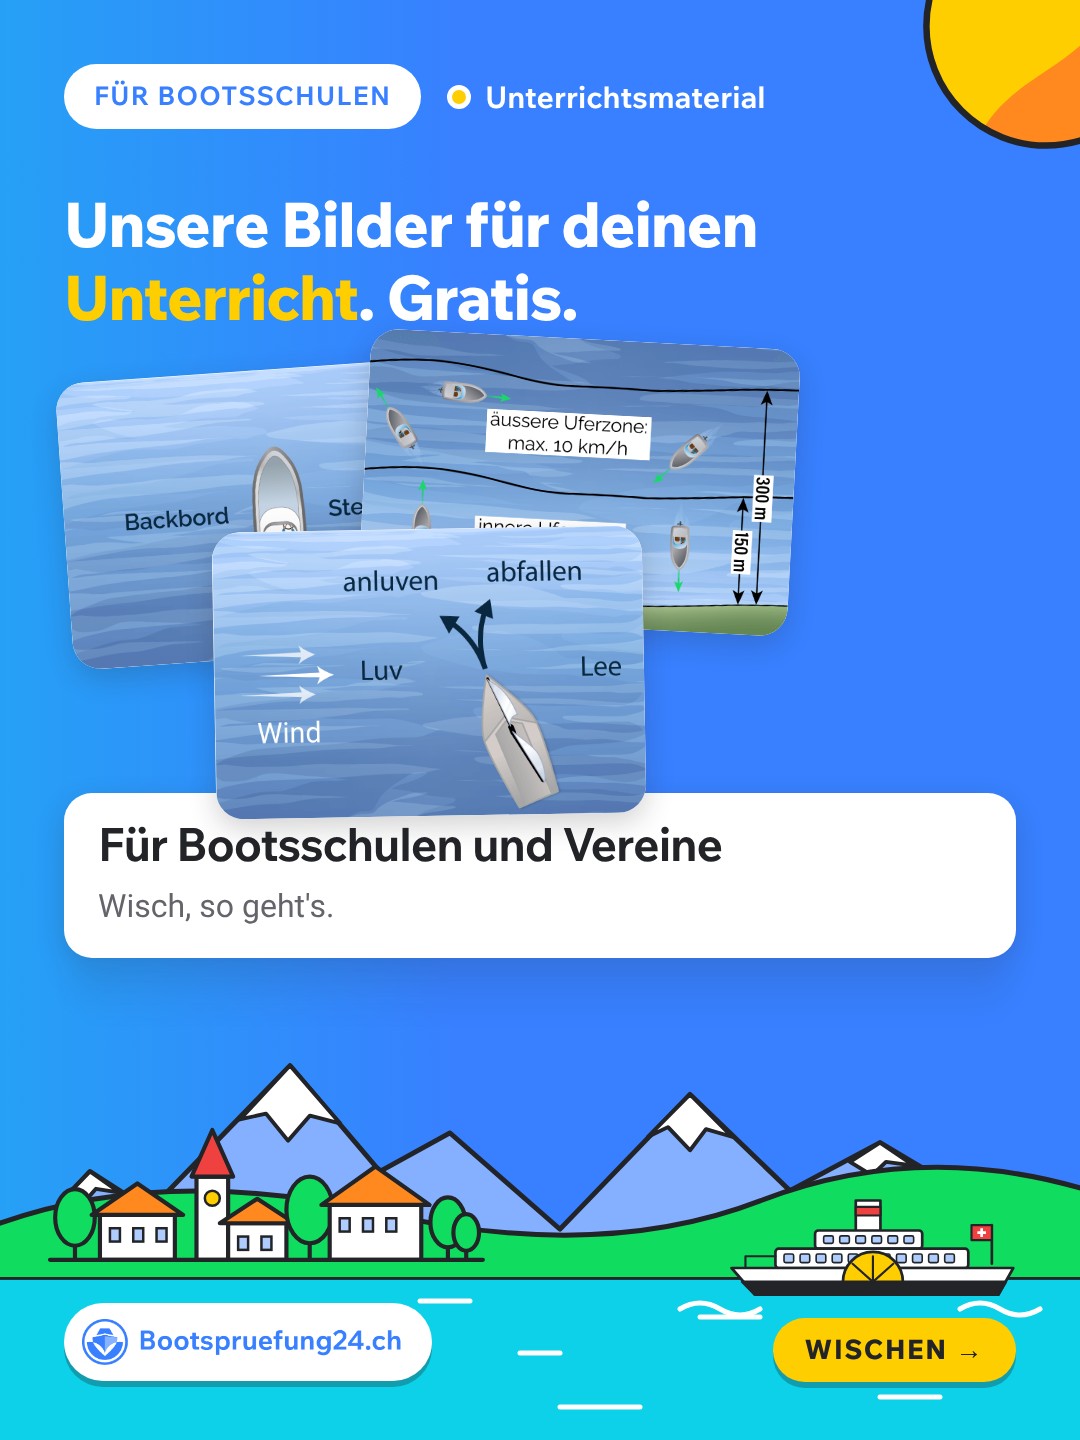 FÜR BOOTSSCHULEN
Unterrichtsmaterial
Unsere Bilder für deinen
Unterricht. Gratis.
äussere Uferzone:
max. 10 km/h
Backbord
Ste
300 m
150 m
anluven
abfallen
Luv
Lee
Wind
Für Bootsschulen und Vereine
Wisch, so geht's.
Bootspruefung24.ch
WISCHEN →